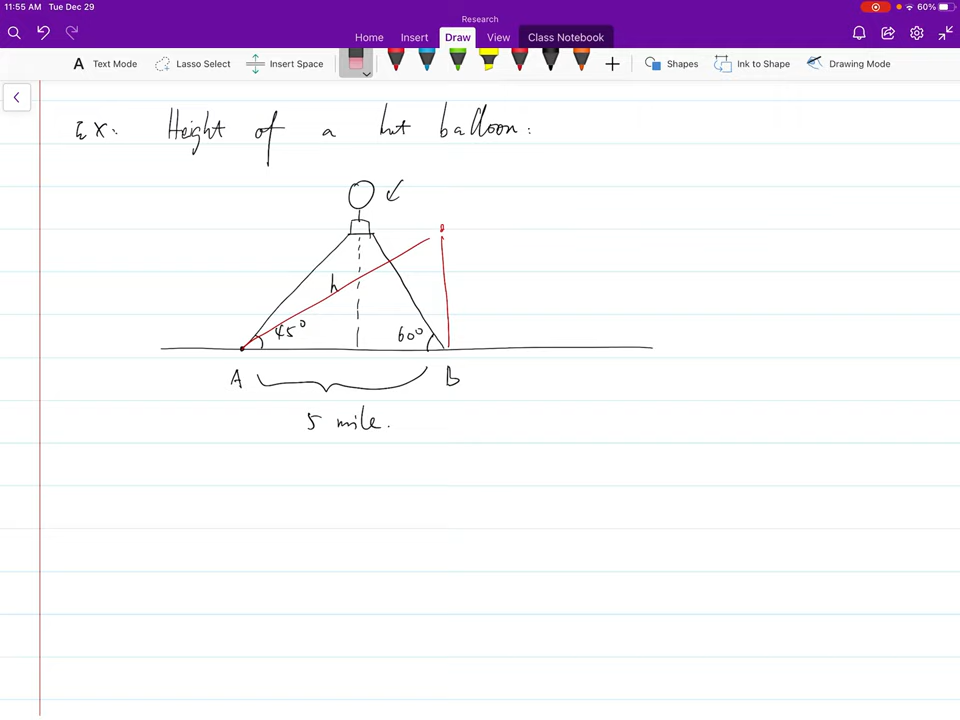 11:55 AM Tue Dec 29
60%
Research
Home Insert Draw View Class Notebook
Text Mode Lasso Select Insert Space Shapes Ink to Shape Drawing Mode
Ex: Height of a hot balloon:
h
45° 60°
A B
5 mile.